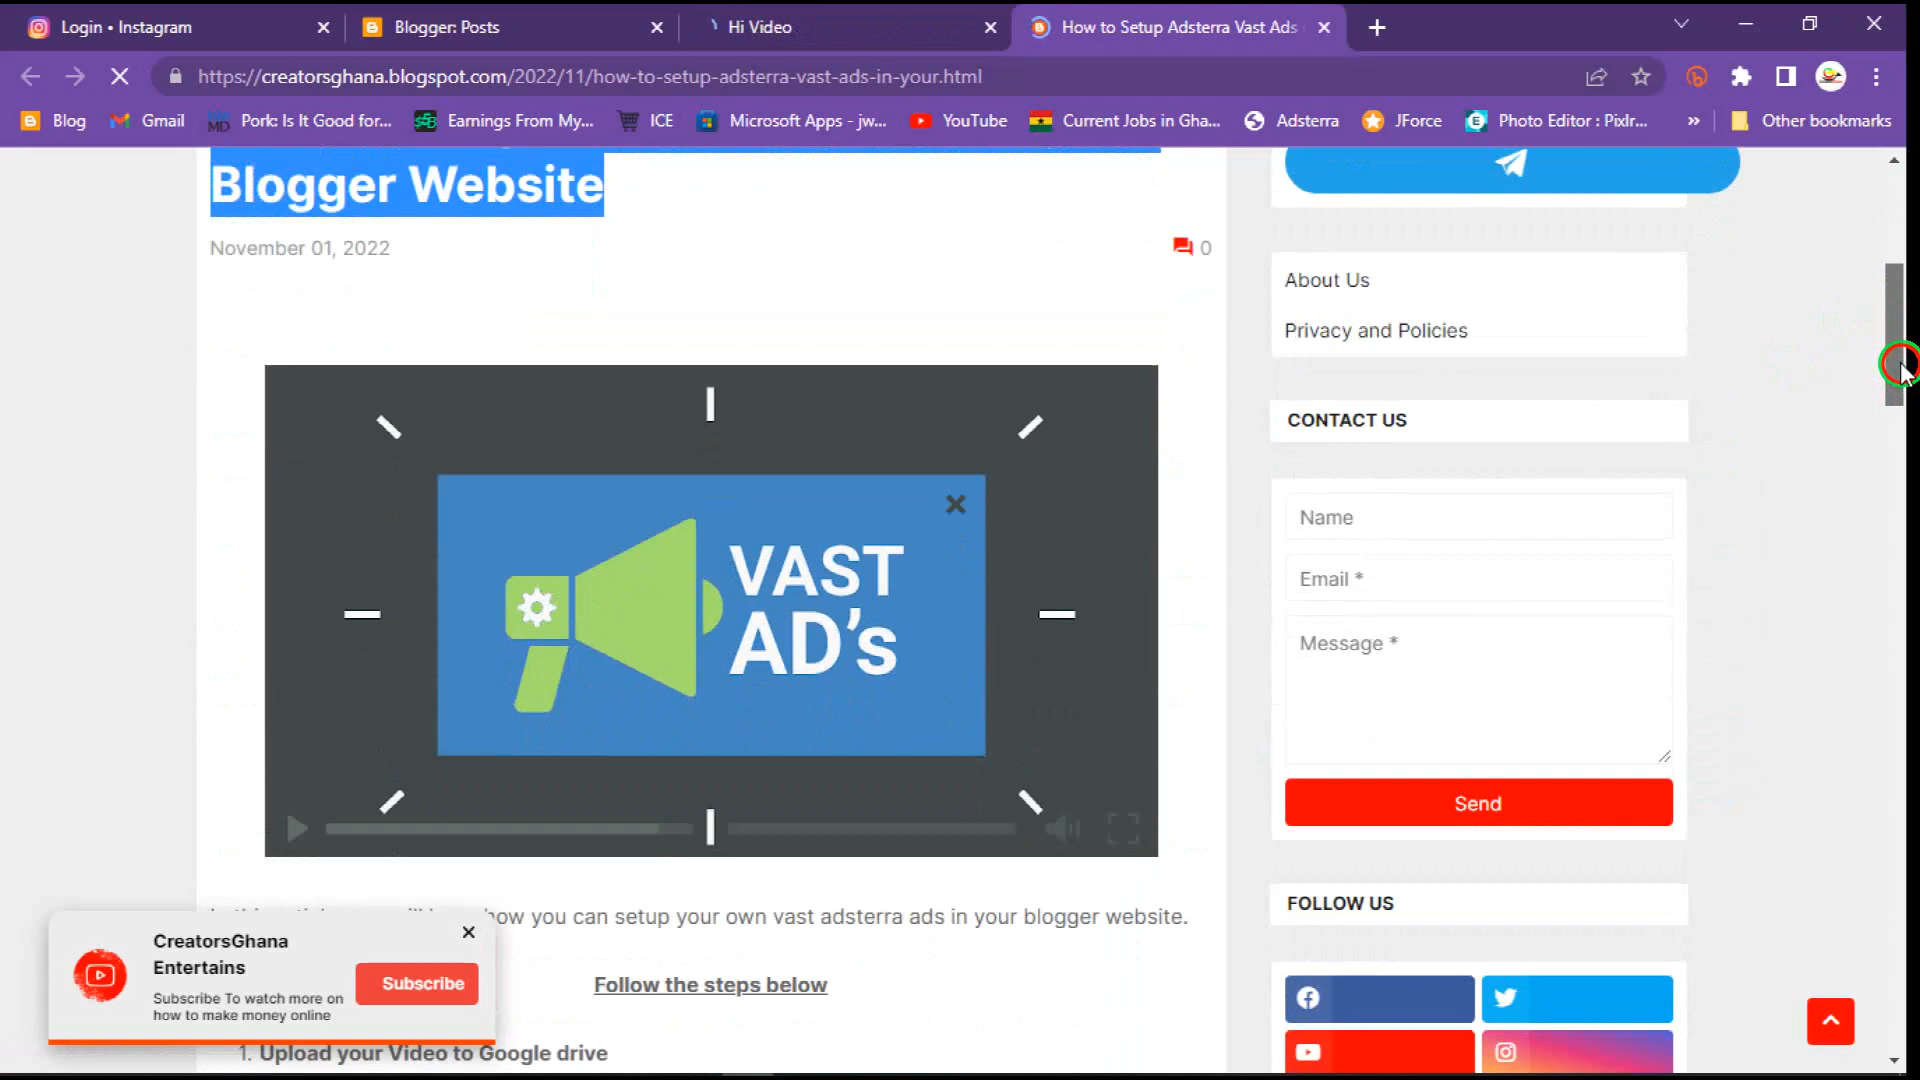 Login • Instagram
Blogger: Posts
Hi Video
How to Setup Adsterra Vast Ads
https://creatorsghana.blogspot.com/2022/11/how-to-setup-adsterra-vast-ads-in-your.html
Blog
Gmail
Pork: Is It Good for...
Earnings From My...
ICE
Microsoft Apps - jw...
YouTube
Current Jobs in Gha...
Adsterra
JForce
Photo Editor : Pixlr...
»
Other bookmarks
Blogger Website
November 01, 2022
0
VAST
AD's
how you can setup your own vast adsterra ads in your blogger website.
Follow the steps below
1. Upload your Video to Google drive
CreatorsGhana
Entertains
Subscribe To watch more on
how to make money online
Subscribe
About Us
Privacy and Policies
CONTACT US
Name
Email *
Message *
Send
FOLLOW US